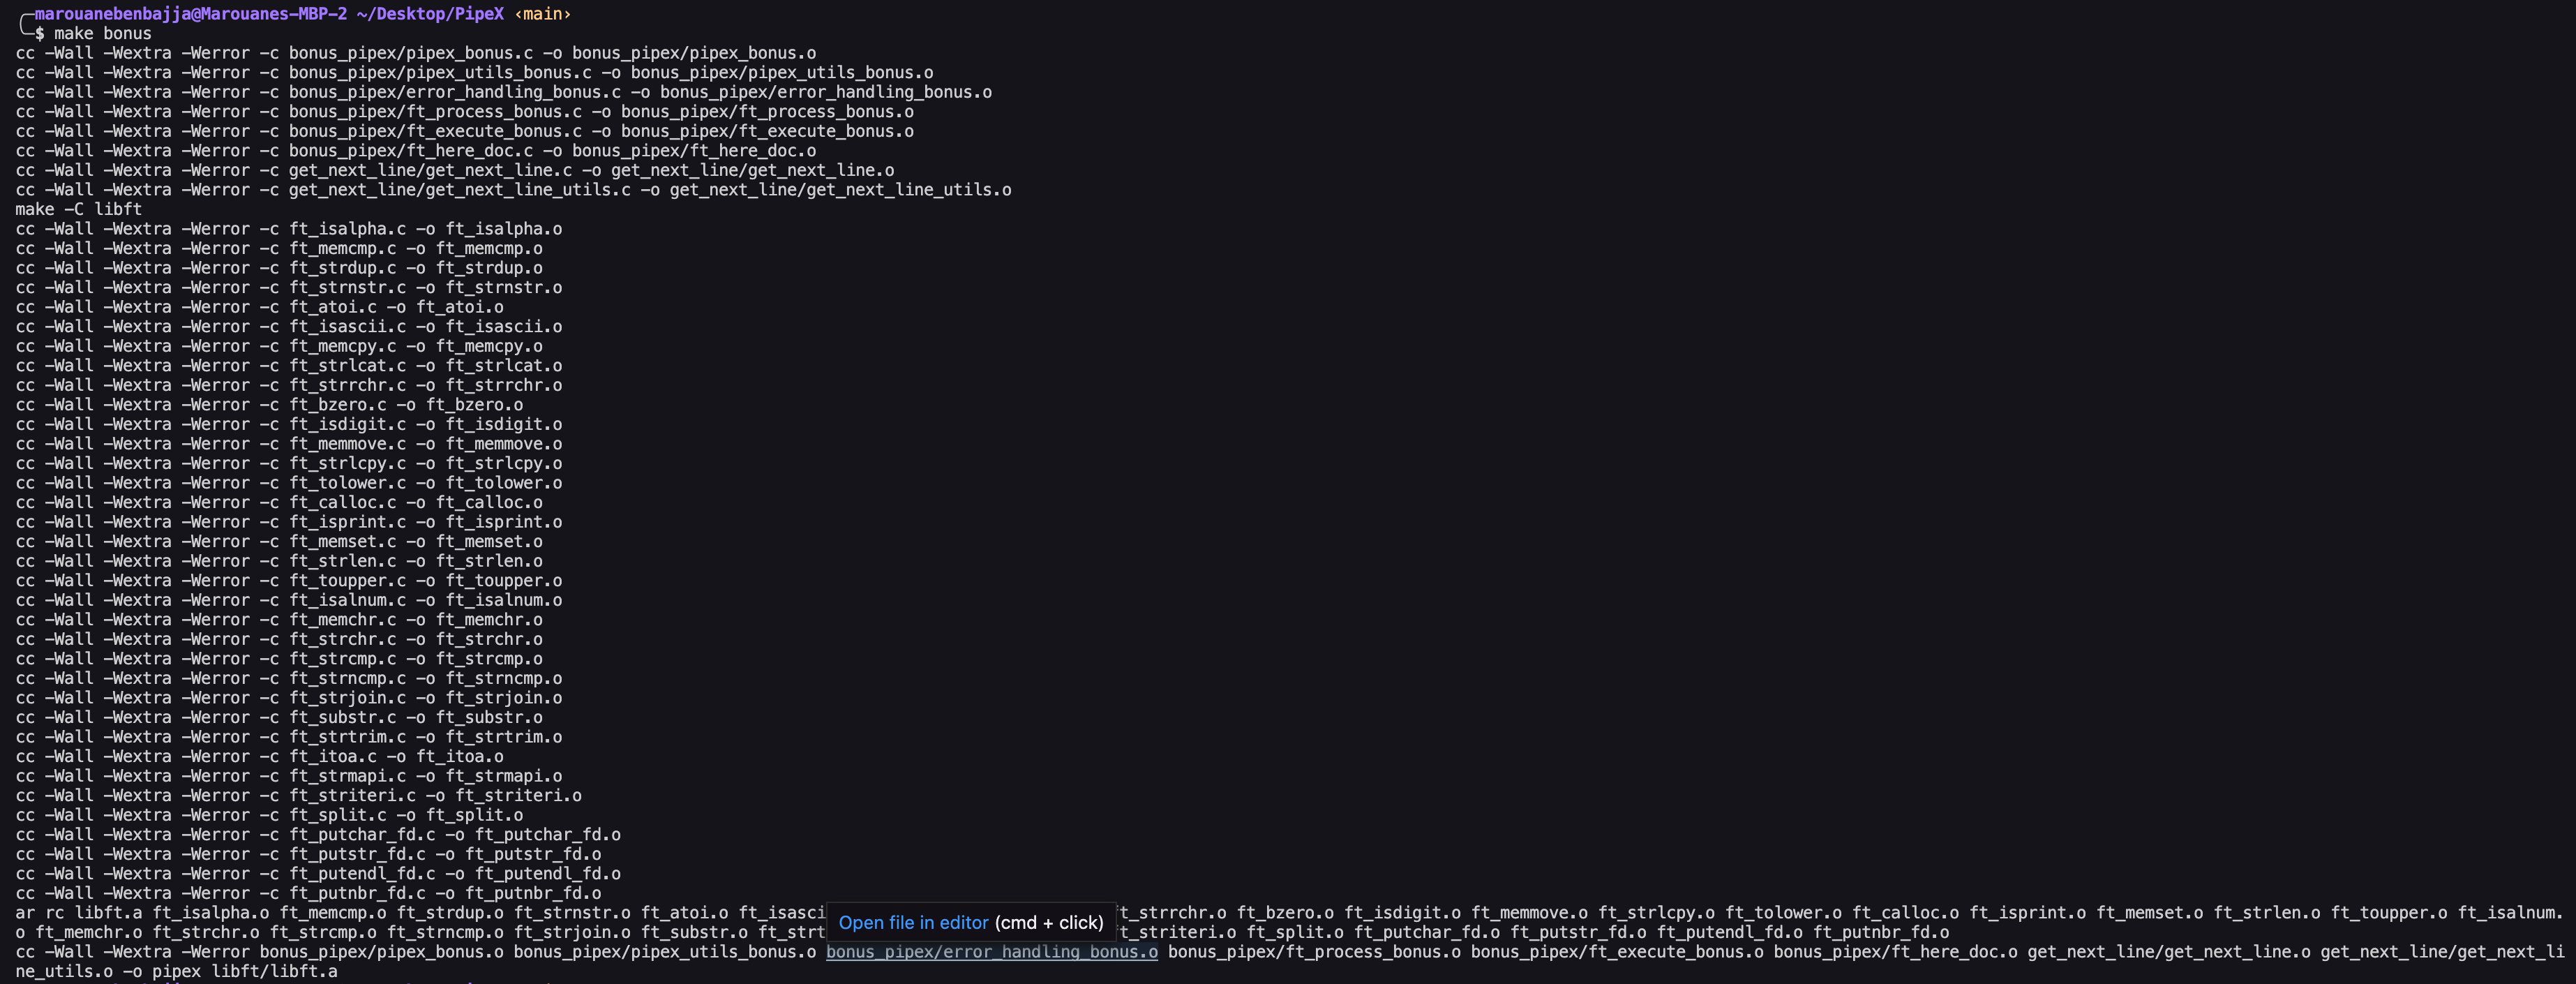 marouanebenbajja@Marouanes-MBP-2 ~/Desktop/PipeX ‹main›
$ make bonus
cc -Wall -Wextra -Werror -c bonus_pipex/pipex_bonus.c -o bonus_pipex/pipex_bonus.o
cc -Wall -Wextra -Werror -c bonus_pipex/pipex_utils_bonus.c -o bonus_pipex/pipex_utils_bonus.o
cc -Wall -Wextra -Werror -c bonus_pipex/error_handling_bonus.c -o bonus_pipex/error_handling_bonus.o
cc -Wall -Wextra -Werror -c bonus_pipex/ft_process_bonus.c -o bonus_pipex/ft_process_bonus.o
cc -Wall -Wextra -Werror -c bonus_pipex/ft_execute_bonus.c -o bonus_pipex/ft_execute_bonus.o
cc -Wall -Wextra -Werror -c bonus_pipex/ft_here_doc.c -o bonus_pipex/ft_here_doc.o
cc -Wall -Wextra -Werror -c get_next_line/get_next_line.c -o get_next_line/get_next_line.o
cc -Wall -Wextra -Werror -c get_next_line/get_next_line_utils.c -o get_next_line/get_next_line_utils.o
make -C libft
cc -Wall -Wextra -Werror -c ft_isalpha.c -o ft_isalpha.o
cc -Wall -Wextra -Werror -c ft_memcmp.c -o ft_memcmp.o
cc -Wall -Wextra -Werror -c ft_strdup.c -o ft_strdup.o
cc -Wall -Wextra -Werror -c ft_strnstr.c -o ft_strnstr.o
cc -Wall -Wextra -Werror -c ft_atoi.c -o ft_atoi.o
cc -Wall -Wextra -Werror -c ft_isascii.c -o ft_isascii.o
cc -Wall -Wextra -Werror -c ft_memcpy.c -o ft_memcpy.o
cc -Wall -Wextra -Werror -c ft_strlcat.c -o ft_strlcat.o
cc -Wall -Wextra -Werror -c ft_strrchr.c -o ft_strrchr.o
cc -Wall -Wextra -Werror -c ft_bzero.c -o ft_bzero.o
cc -Wall -Wextra -Werror -c ft_isdigit.c -o ft_isdigit.o
cc -Wall -Wextra -Werror -c ft_memmove.c -o ft_memmove.o
cc -Wall -Wextra -Werror -c ft_strlcpy.c -o ft_strlcpy.o
cc -Wall -Wextra -Werror -c ft_tolower.c -o ft_tolower.o
cc -Wall -Wextra -Werror -c ft_calloc.c -o ft_calloc.o
cc -Wall -Wextra -Werror -c ft_isprint.c -o ft_isprint.o
cc -Wall -Wextra -Werror -c ft_memset.c -o ft_memset.o
cc -Wall -Wextra -Werror -c ft_strlen.c -o ft_strlen.o
cc -Wall -Wextra -Werror -c ft_toupper.c -o ft_toupper.o
cc -Wall -Wextra -Werror -c ft_isalnum.c -o ft_isalnum.o
cc -Wall -Wextra -Werror -c ft_memchr.c -o ft_memchr.o
cc -Wall -Wextra -Werror -c ft_strchr.c -o ft_strchr.o
cc -Wall -Wextra -Werror -c ft_strcmp.c -o ft_strcmp.o
cc -Wall -Wextra -Werror -c ft_strncmp.c -o ft_strncmp.o
cc -Wall -Wextra -Werror -c ft_strjoin.c -o ft_strjoin.o
cc -Wall -Wextra -Werror -c ft_substr.c -o ft_substr.o
cc -Wall -Wextra -Werror -c ft_strtrim.c -o ft_strtrim.o
cc -Wall -Wextra -Werror -c ft_itoa.c -o ft_itoa.o
cc -Wall -Wextra -Werror -c ft_strmapi.c -o ft_strmapi.o
cc -Wall -Wextra -Werror -c ft_striteri.c -o ft_striteri.o
cc -Wall -Wextra -Werror -c ft_split.c -o ft_split.o
cc -Wall -Wextra -Werror -c ft_putchar_fd.c -o ft_putchar_fd.o
cc -Wall -Wextra -Werror -c ft_putstr_fd.c -o ft_putstr_fd.o
cc -Wall -Wextra -Werror -c ft_putendl_fd.c -o ft_putendl_fd.o
cc -Wall -Wextra -Werror -c ft_putnbr_fd.c -o ft_putnbr_fd.o
ar rc libft.a ft_isalpha.o ft_memcmp.o ft_strdup.o ft_strnstr.o ft_atoi.o ft_isasci t_strrchr.o ft_bzero.o ft_isdigit.o ft_memmove.o ft_strlcpy.o ft_tolower.o ft_calloc.o ft_isprint.o ft_memset.o ft_strlen.o ft_toupper.o ft_isalnum.
Open file in editor (cmd + click)
o ft_memchr.o ft_strchr.o ft_strcmp.o ft_strncmp.o ft_strjoin.o ft_substr.o ft_strt t_striteri.o ft_split.o ft_putchar_fd.o ft_putstr_fd.o ft_putendl_fd.o ft_putnbr_fd.o
cc -Wall -Wextra -Werror bonus_pipex/pipex_bonus.o bonus_pipex/pipex_utils_bonus.o bonus_pipex/error_handling_bonus.o bonus_pipex/ft_process_bonus.o bonus_pipex/ft_execute_bonus.o bonus_pipex/ft_here_doc.o get_next_line/get_next_line.o get_next_line/get_next_li
ne_utils.o -o pipex libft/libft.a